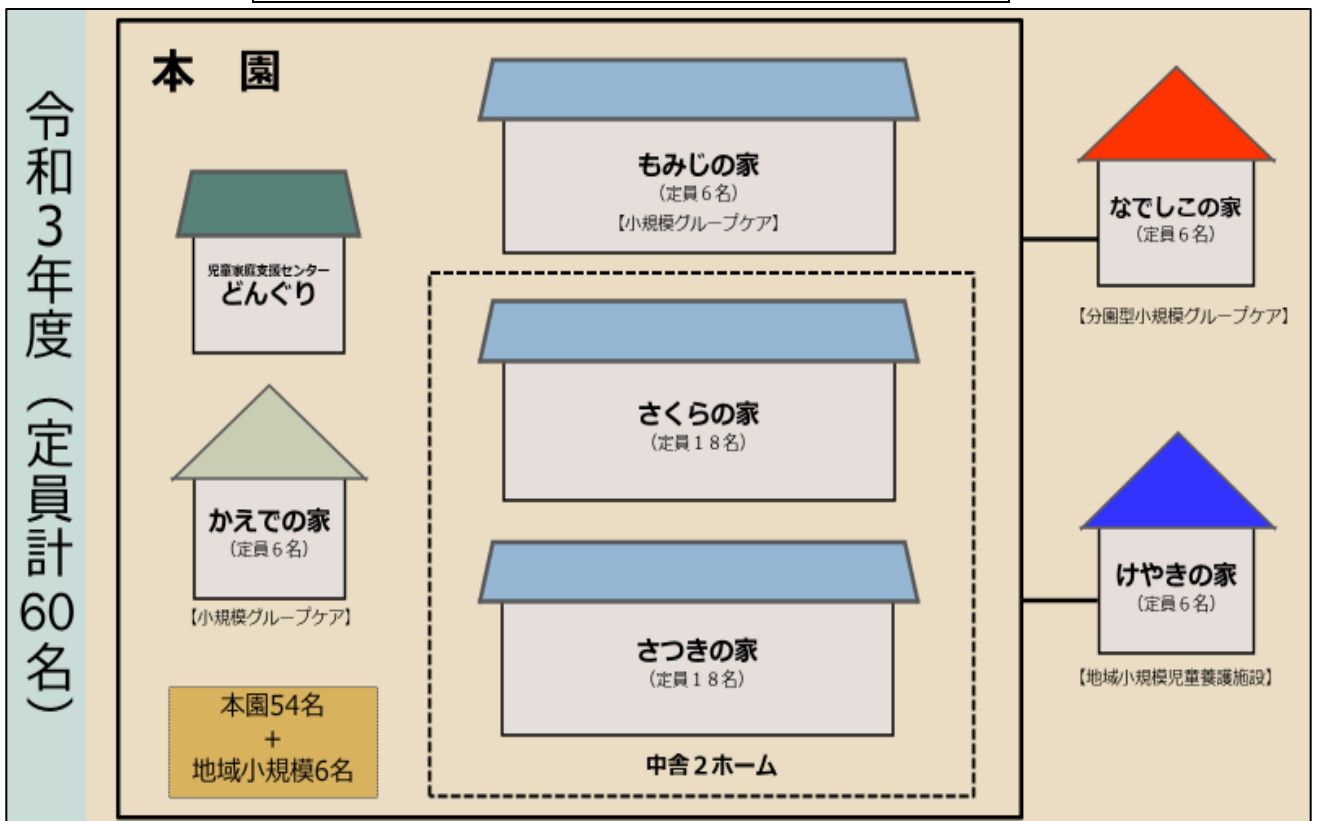 令和３年度（定員計60名）
本　園
もみじの家
（定員６名）
【小規模グループケア】
児童家庭支援センター
どんぐり
さくらの家
（定員１８名）
かえでの家
（定員６名）
【小規模グループケア】
さつきの家
（定員１８名）
中舎２ホーム
本園54名
＋
地域小規模6名
なでしこの家
（定員６名）
【分園型小規模グループケア】
けやきの家
（定員６名）
【地域小規模児童養護施設】